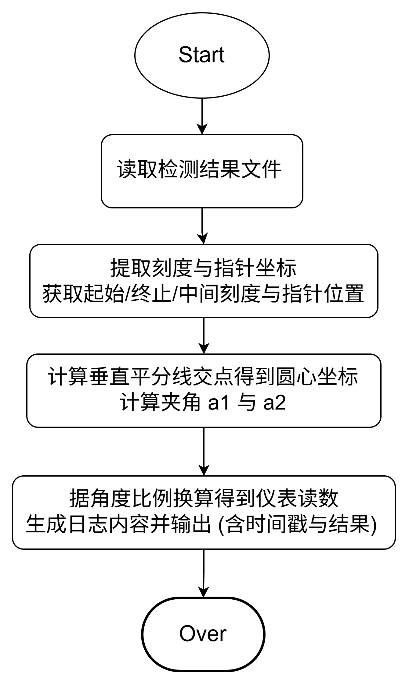 Start
读取检测结果文件
提取刻度与指针坐标
获取起始/终止/中间刻度与指针位置
计算垂直平分线交点得到圆心坐标
计算夹角 a1 与 a2
据角度比例换算得到仪表读数
生成日志内容并输出 (含时间戳与结果)
Over